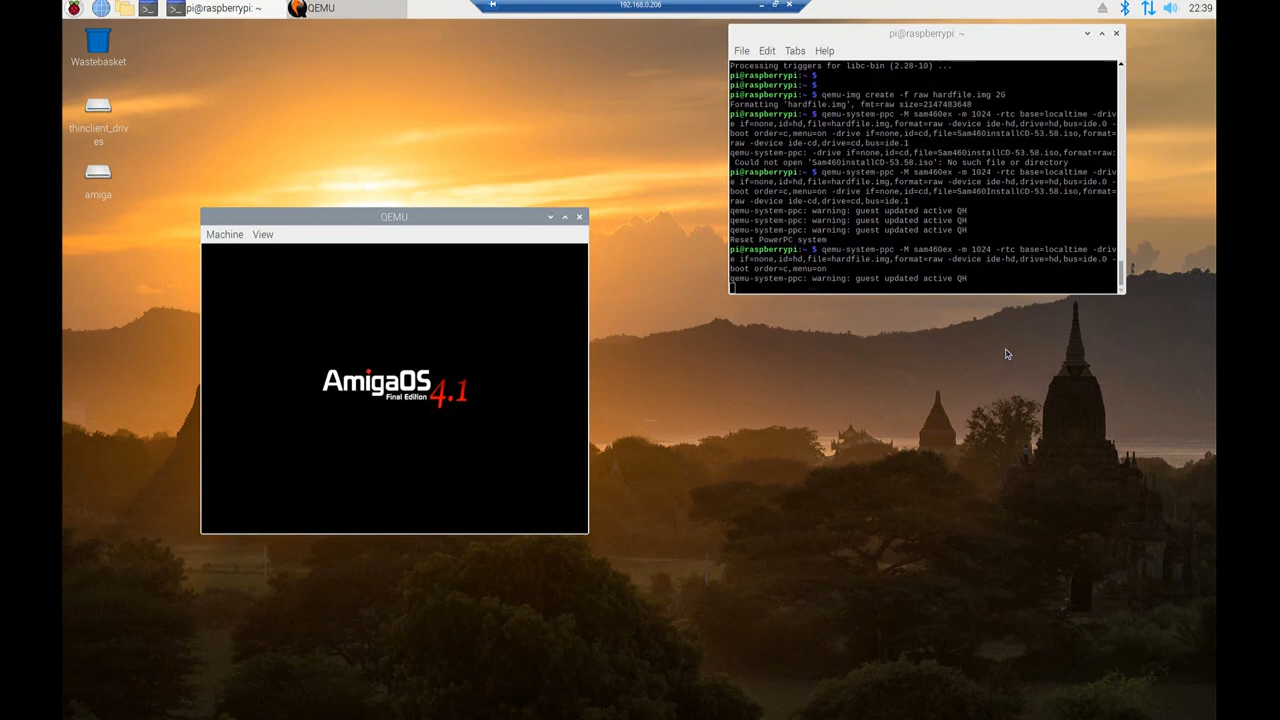 pi@raspberrypi: ~
QEMU
192.168.0.206
22:39
Wastebasket
thinclient_driv
es
amiga
QEMU
Machine View
AmigaOS 4.1
Final Edition
pi@raspberrypi: ~
File Edit Tabs Help
Processing triggers for libc-bin (2.28-10) ...
pi@raspberrypi:~ $
pi@raspberrypi:~ $
pi@raspberrypi:~ $ qemu-img create -f raw hardfile.img 2G
Formatting 'hardfile.img', fmt=raw size=2147483648
pi@raspberrypi:~ $ qemu-system-ppc -M sam460ex -m 1024 -rtc base=localtime -driv
e if=none,id=hd,file=hardfile.img,format=raw -device ide-hd,drive=hd,bus=ide.0 -
boot order=c,menu=on -drive if=none,id=cd,file=Sam460installCD-53.58.iso,format=
raw -device ide-cd,drive=cd,bus=ide.1
qemu-system-ppc: -drive if=none,id=cd,file=Sam460installCD-53.58.iso,format=raw:
Could not open 'Sam460installCD-53.58.iso': No such file or directory
pi@raspberrypi:~ $ qemu-system-ppc -M sam460ex -m 1024 -rtc base=localtime -driv
e if=none,id=hd,file=hardfile.img,format=raw -device ide-hd,drive=hd,bus=ide.0 -
boot order=c,menu=on -drive if=none,id=cd,file=Sam460InstallCD-53.58.iso,format=
raw -device ide-cd,drive=cd,bus=ide.1
qemu-system-ppc: warning: guest updated active QH
qemu-system-ppc: warning: guest updated active QH
qemu-system-ppc: warning: guest updated active QH
Reset PowerPC system
pi@raspberrypi:~ $ qemu-system-ppc -M sam460ex -m 1024 -rtc base=localtime -driv
e if=none,id=hd,file=hardfile.img,format=raw -device ide-hd,drive=hd,bus=ide.0 -
boot order=c,menu=on
qemu-system-ppc: warning: guest updated active QH